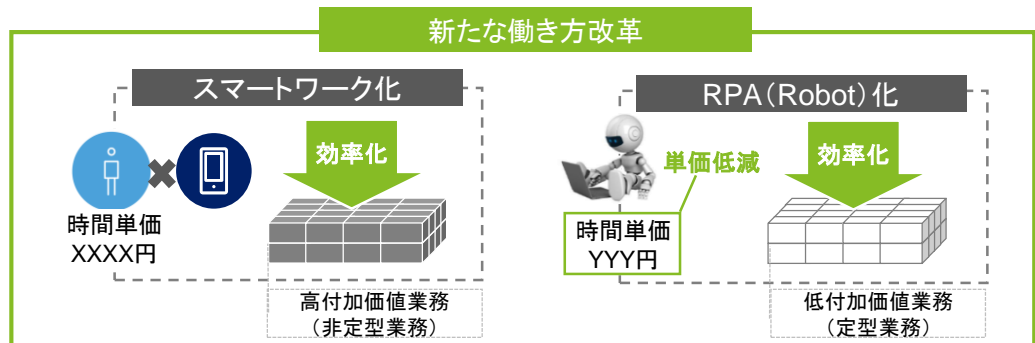 新たな働き方改革
スマートワーク化
効率化
時間単価
XXXX円
高付加価値業務
（非定型業務）
RPA（Robot）化
単価低減
効率化
時間単価
YYY円
低付加価値業務
（定型業務）